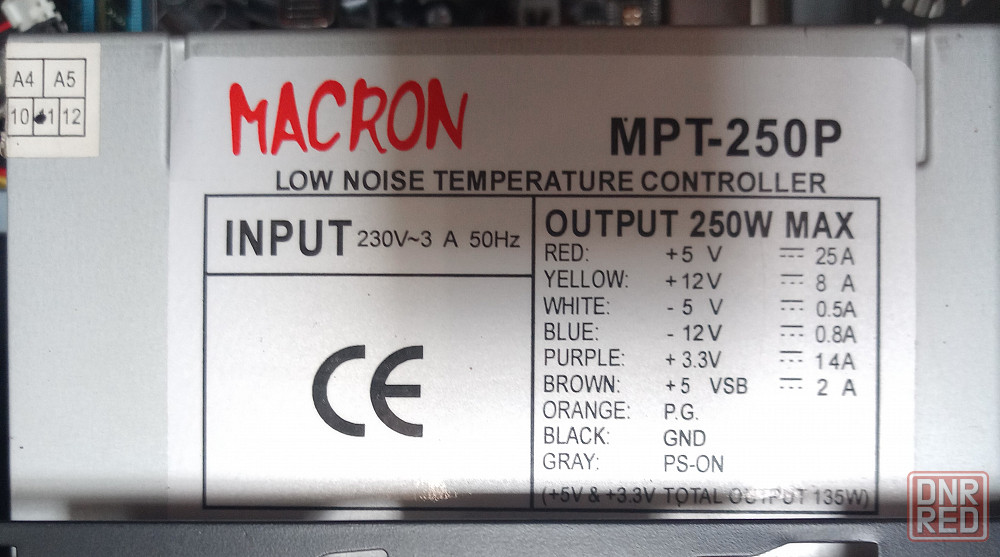 A4 A5
10 11 12
MACRON
MPT-250P
LOW NOISE TEMPERATURE CONTROLLER
INPUT 230V~3 A 50Hz
OUTPUT 250W MAX
RED: +5 V 25A
YELLOW: +12V 8 A
WHITE: - 5 V 0.5A
BLUE: - 12V 0.8A
PURPLE: + 3.3V 14A
BROWN: +5 VSB 2 A
ORANGE: P.G.
BLACK: GND
GRAY: PS-ON
(+5V & +3.3V TOTAL OUTPUT 135W)
CE
DNR
RED